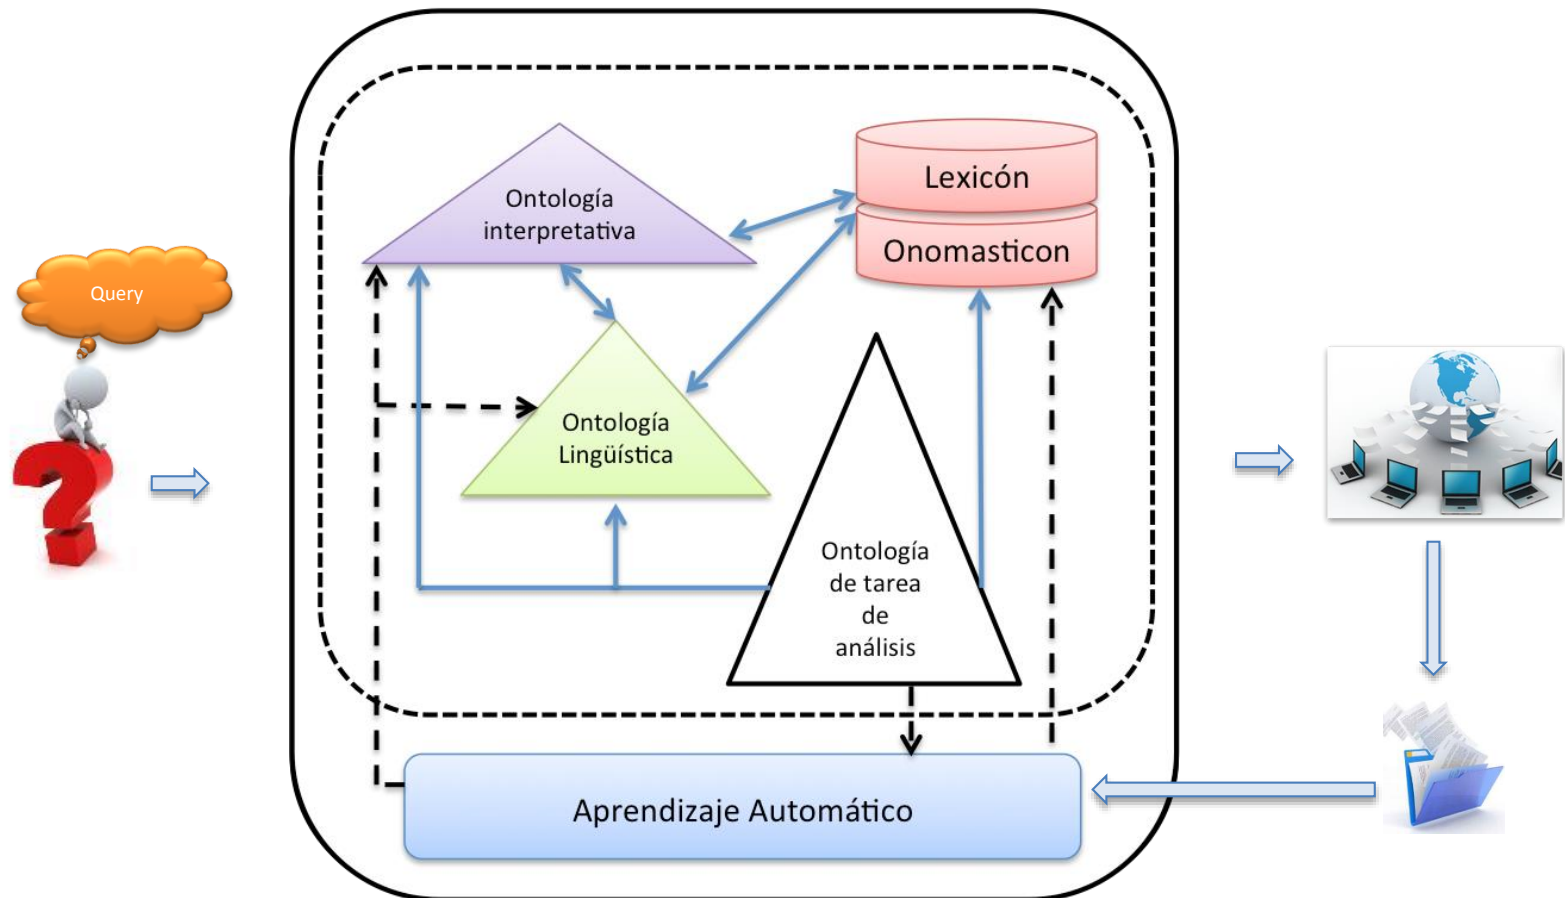 Query
Ontología
interpretativa
Lexicón
Onomasticon
Ontología
Lingüística
Ontología
de tarea
de
análisis
Aprendizaje Automático